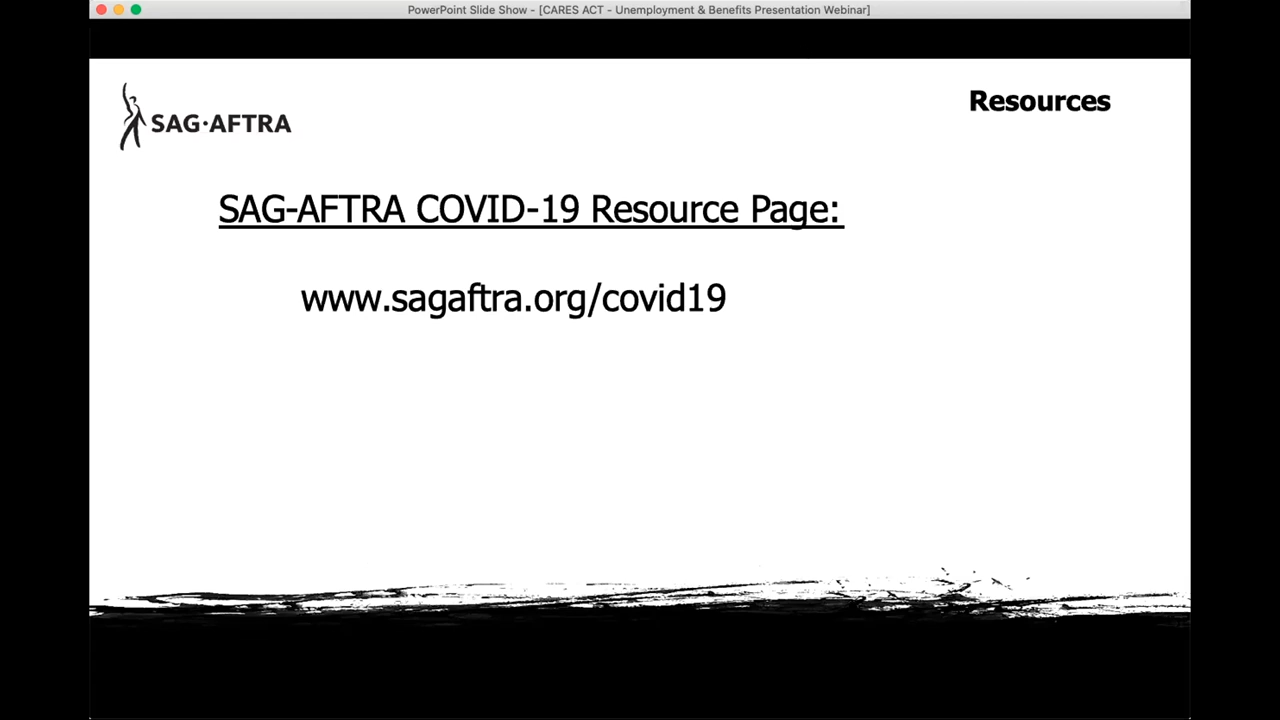 PowerPoint Slide Show - [CARES ACT - Unemployment & Benefits Presentation Webinar]
SAG·AFTRA
Resources
SAG-AFTRA COVID-19 Resource Page:
www.sagaftra.org/covid19